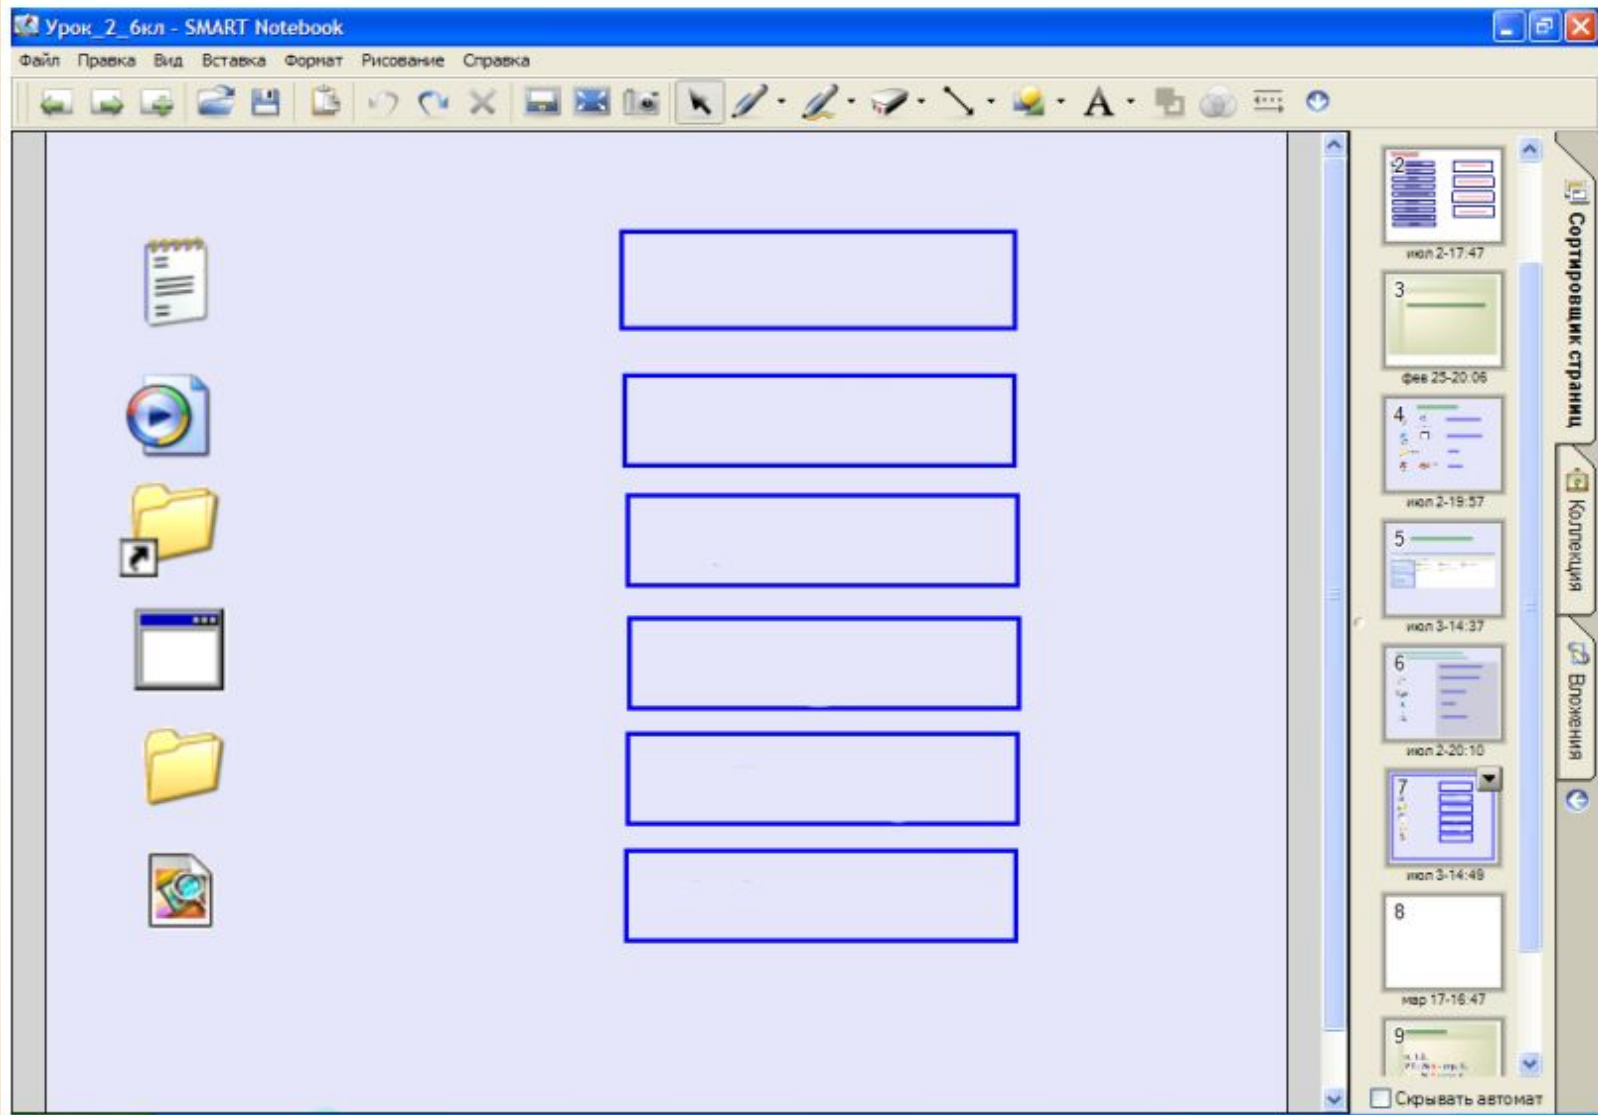 Урок_2_6кл - SMART Notebook
Файл Правка Вид Вставка Формат Рисование Справка
A
2
июл 2-17:47
3
фев 25-20:06
4
июл 2-19:57
5
июл 3-14:37
6
июл 2-20:10
7
июл 3-14:49
8
мар 17-16:47
9
Скрывать автомат
Сортировщик страниц
Коллекция
Вложения